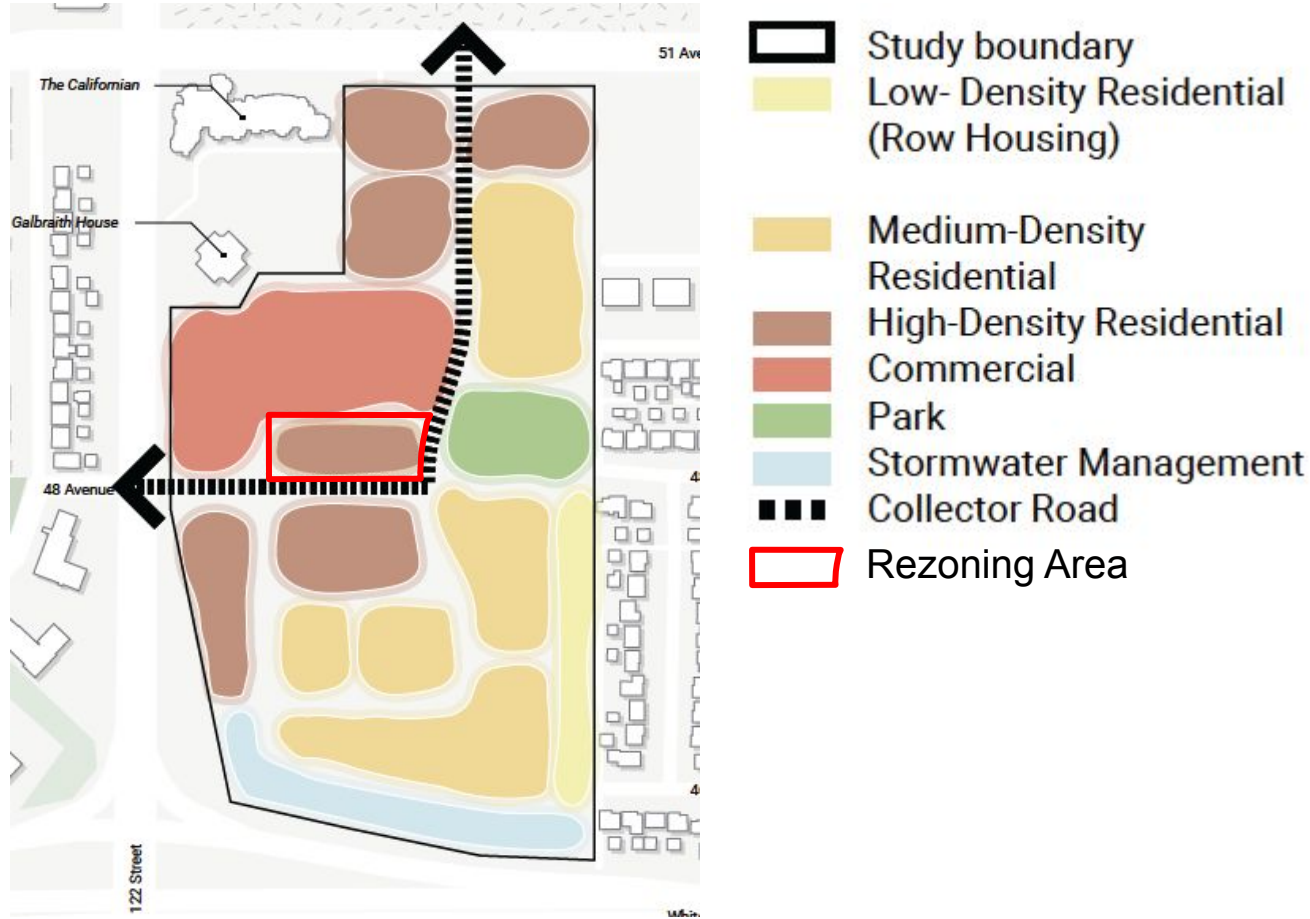 51 Ave
The Californian
Galbraith House
48 Avenue
122 Street
Study boundary
Low- Density Residential
(Row Housing)
Medium-Density
Residential
High-Density Residential
Commercial
Park
Stormwater Management
Collector Road
Rezoning Area